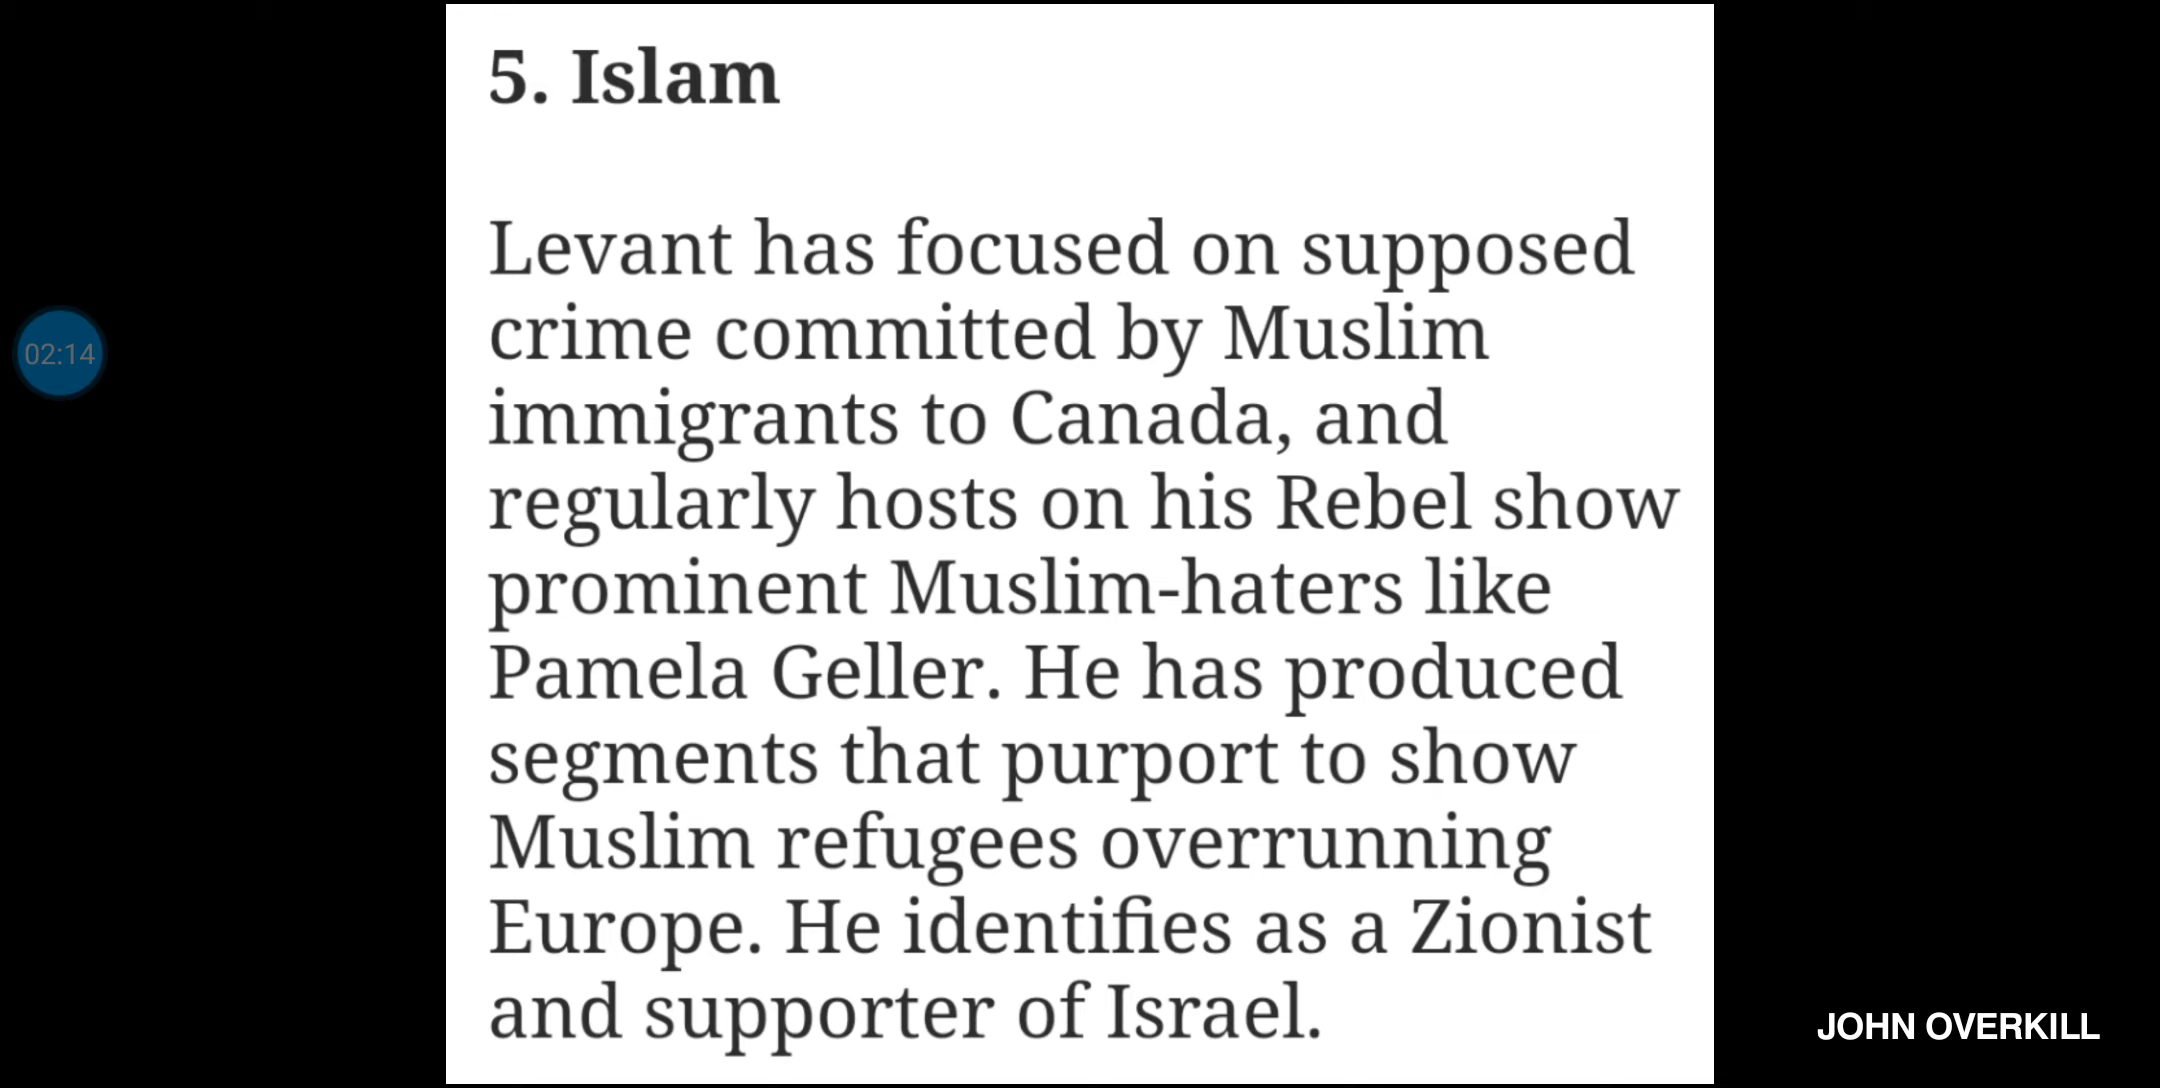 5. Islam
Levant has focused on supposed
crime committed by Muslim
immigrants to Canada, and
regularly hosts on his Rebel show
prominent Muslim-haters like
Pamela Geller. He has produced
segments that purport to show
Muslim refugees overrunning
Europe. He identifies as a Zionist
and supporter of Israel.
02:14
JOHN OVERKILL